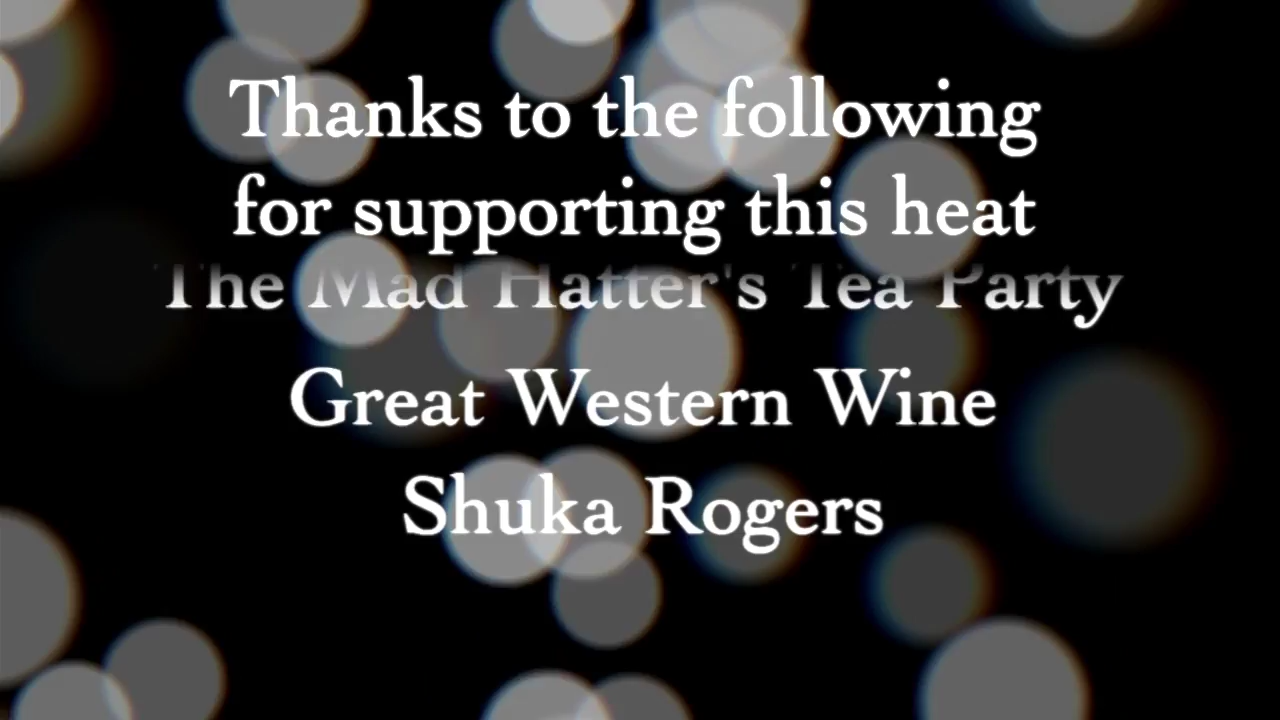 Thanks to the following
for supporting this heat
The Mad Hatter's Tea Party
Great Western Wine
Shuka Rogers